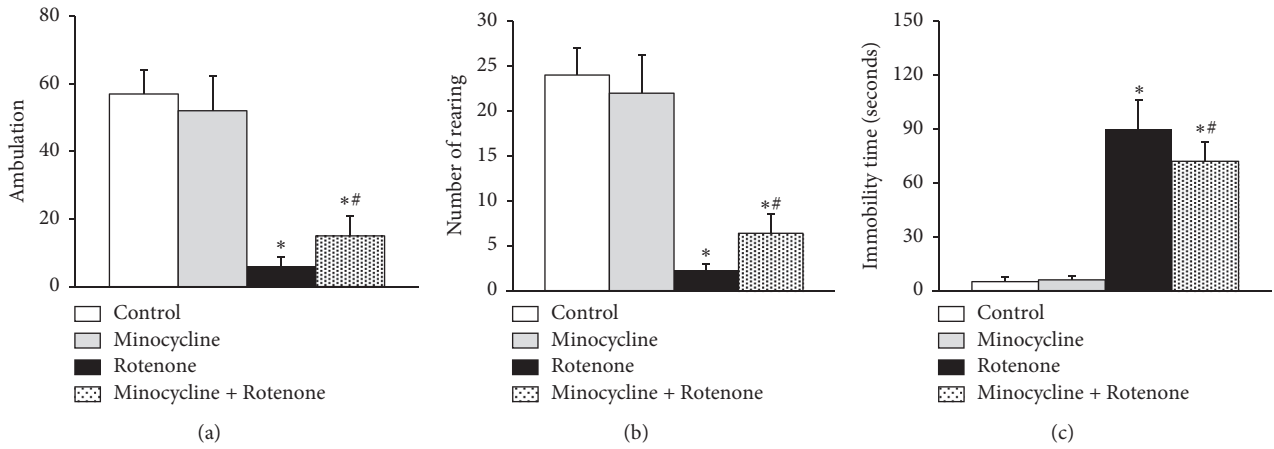 80
60
40
20
0
Ambulation
*
*#
Control
Minocycline
Rotenone
Minocycline + Rotenone
(a)
30
25
20
15
10
5
0
Number of rearing
*
*#
Control
Minocycline
Rotenone
Minocycline + Rotenone
(b)
150
120
90
60
30
0
Immobility time (seconds)
*
*#
Control
Minocycline
Rotenone
Minocycline + Rotenone
(c)